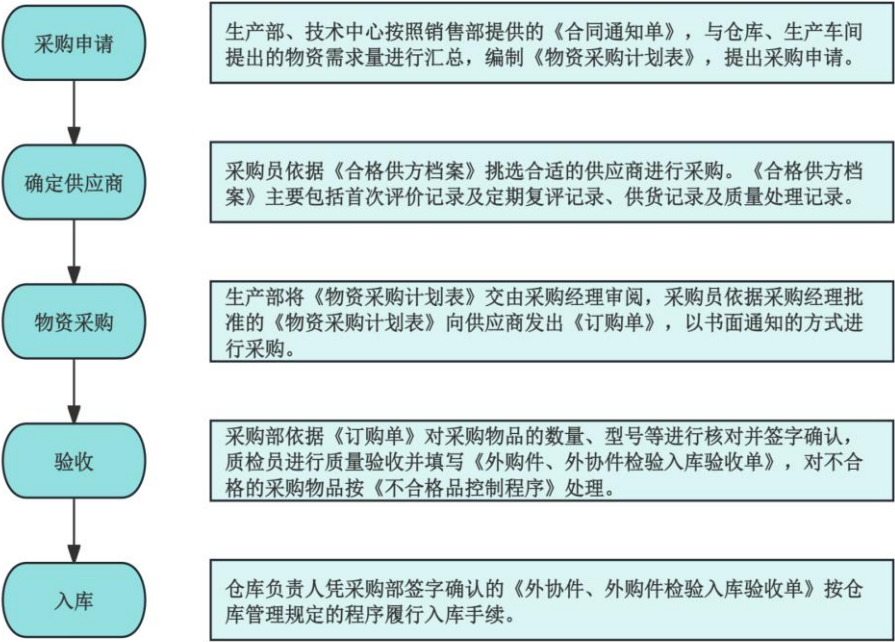 采购申请
生产部、技术中心按照销售部提供的《合同通知单》，与仓库、生产车间
提出的物资需求量进行汇总，编制《物资采购计划表》，提出采购申请。
确定供应商
采购员依据《合格供方档案》挑选合适的供应商进行采购。《合格供方档
案》主要包括首次评价记录及定期复评记录、供货记录及质量处理记录。
物资采购
生产部将《物资采购计划表》交由采购经理审阅，采购员依据采购经理批
准的《物资采购计划表》向供应商发出《订购单》，以书面通知的方式进
行采购。
验收
采购部依据《订购单》对采购物品的数量、型号等进行核对并签字确认，
质检员进行质量验收并填写《外购件、外协件检验入库验收单》，对不合
格的采购物品按《不合格品控制程序》处理。
入库
仓库负责人凭采购部签字确认的《外协件、外购件检验入库验收单》按仓
库管理规定的程序履行入库手续。